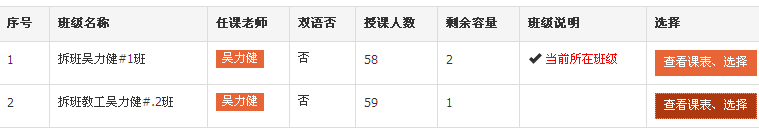 序号 班级名称 任课老师 双语否 授课人数 剩余容量 班级说明 选择
1 拆班吴力健#1班 吴力健 否 58 2 ✔当前所在班级 查看课表、选择
2 拆班教工吴力健#.2班 吴力健 否 59 1 查看课表、选择